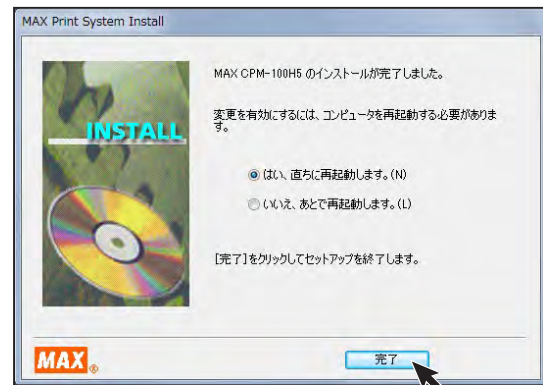 MAX Print System Install
INSTALL
MAX CPM-100H5 のインストールが完了しました。
変更を有効にするには、コンピュータを再起動する必要がありま
す。
はい、直ちに再起動します。(N)
いいえ、あとで再起動します。(L)
[完了]をクリックしてセットアップを終了します。
MAX®
完了